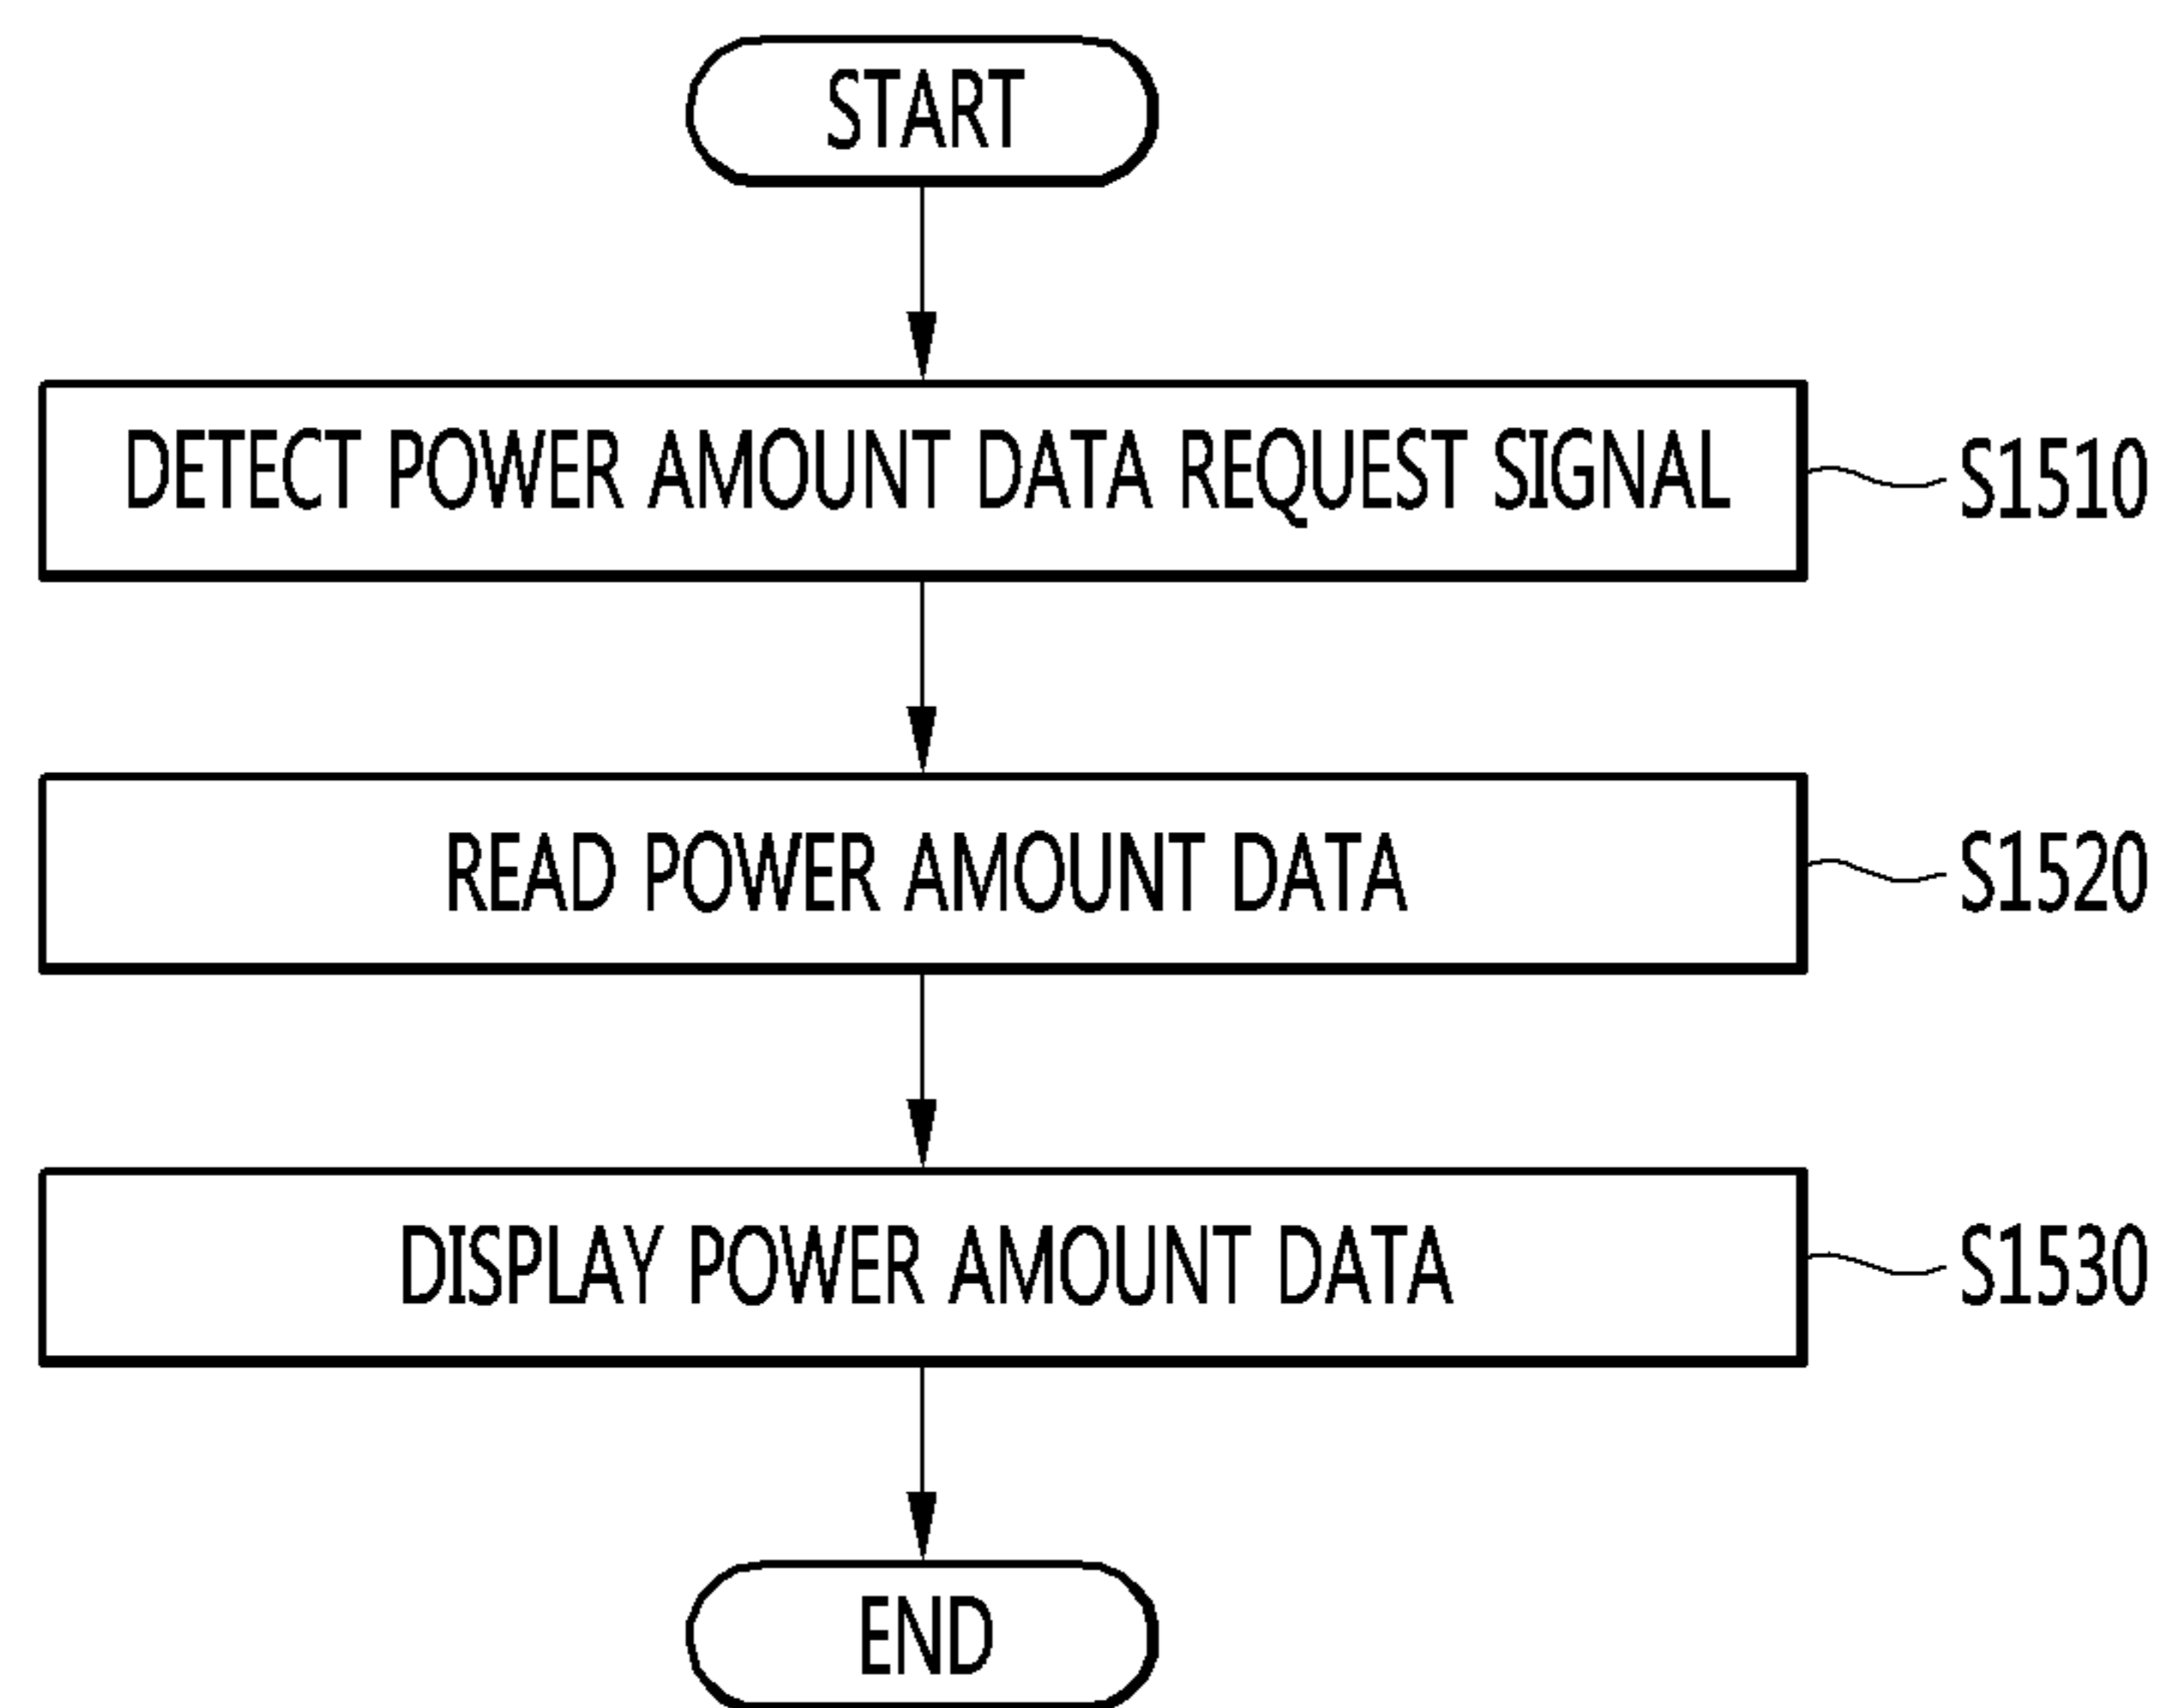 START
DETECT POWER AMOUNT DATA REQUEST SIGNAL
S1510
READ POWER AMOUNT DATA
S1520
DISPLAY POWER AMOUNT DATA
S1530
END